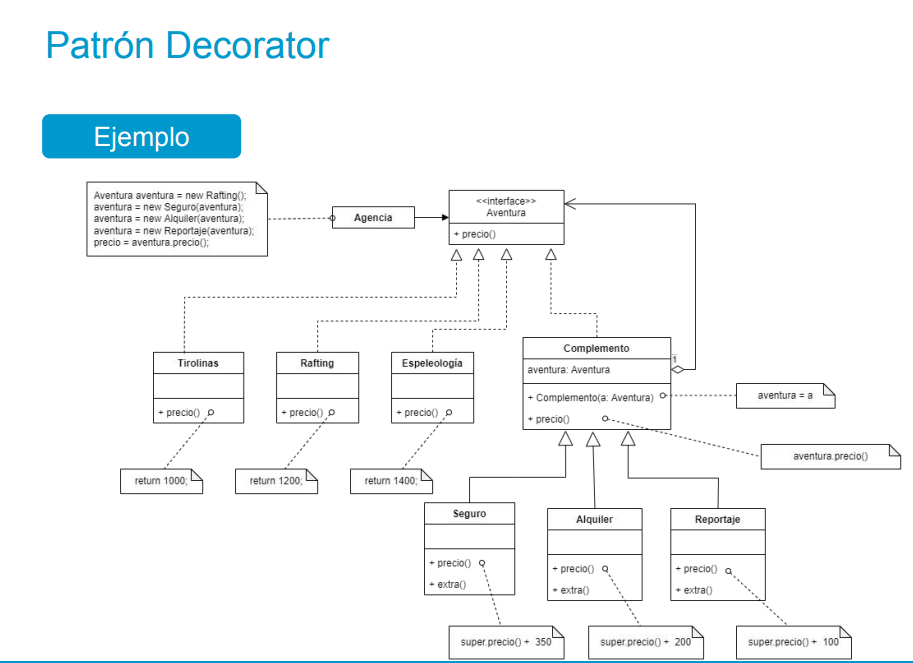 Patrón Decorator
Ejemplo
Aventura aventura = new Rafting();
aventura = new Seguro(aventura);
aventura = new Alquiler(aventura);
aventura = new Reportaje(aventura);
precio = aventura.precio();
Agencia
<<interface>>
Aventura
+ precio()
Tirolinas
+ precio()
return 1000;
Rafting
+ precio()
return 1200;
Espeleología
+ precio()
return 1400;
Complemento
1
aventura: Aventura
+ Complemento(a: Aventura)
+ precio()
aventura = a
aventura.precio()
Seguro
+ precio()
+ extra()
super.precio() + 350
Alquiler
+ precio()
+ extra()
super.precio() + 200
Reportaje
+ precio()
+ extra()
super.precio() + 100